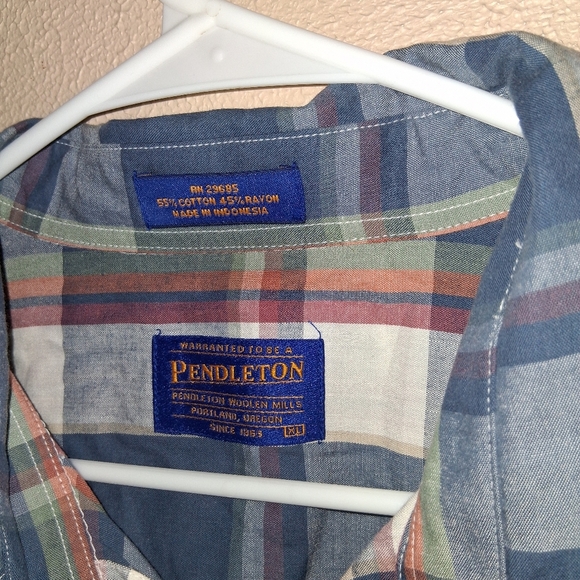 RN 29685
55% COTTON 45% RAYON
MADE IN INDONESIA
WARRANTED TO BE A
PENDLETON
PENDLETON WOOLEN MILLS
PORTLAND, OREGON
SINCE 1863 XL